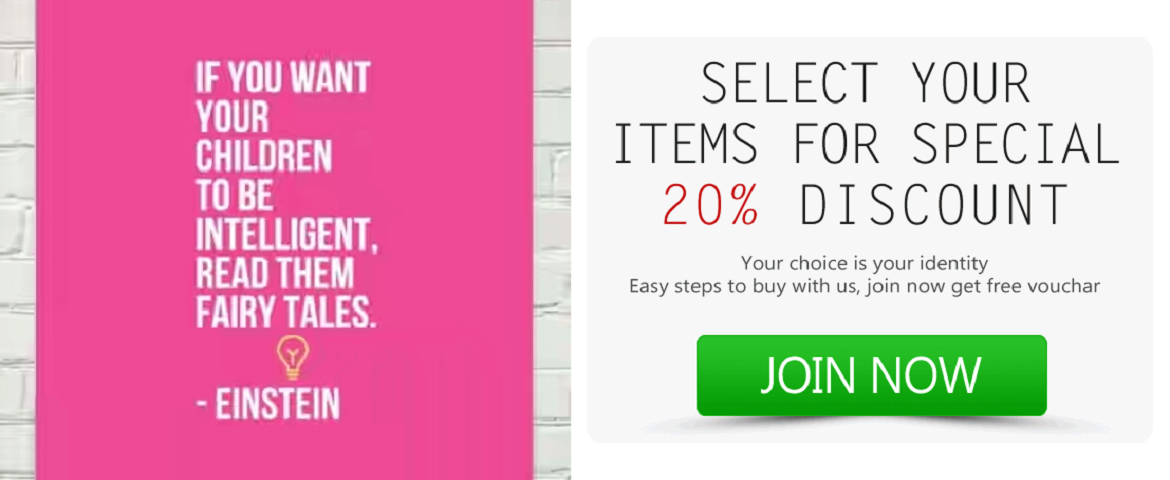 IF YOU WANT
YOUR
CHILDREN
TO BE
INTELLIGENT,
READ THEM
FAIRY TALES.
- EINSTEIN
SELECT YOUR
ITEMS FOR SPECIAL
20% DISCOUNT
Your choice is your identity
Easy steps to buy with us, join now get free vouchar
JOIN NOW